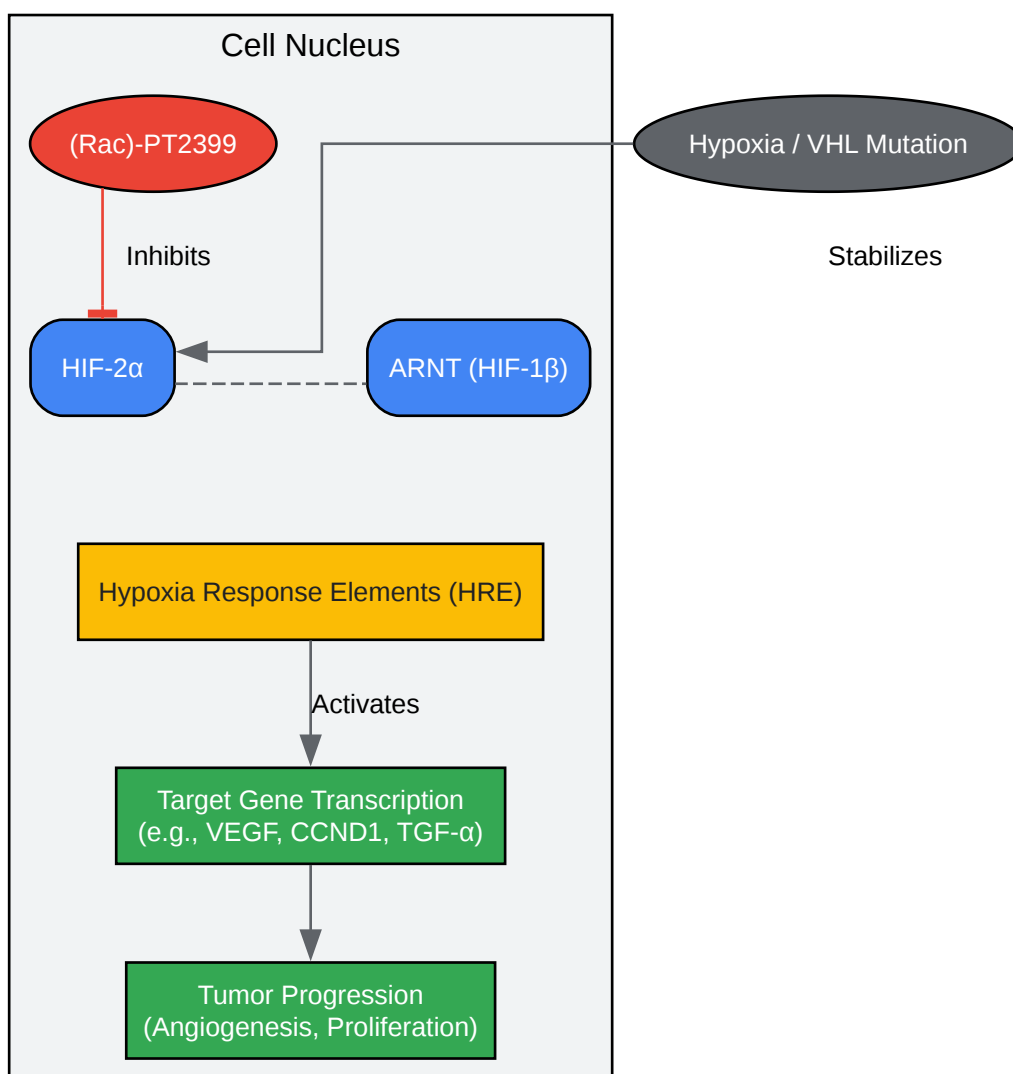 Cell Nucleus
(Rac)-PT2399
Hypoxia / VHL Mutation
Inhibits
Stabilizes
HIF-2α
ARNT (HIF-1β)
Hypoxia Response Elements (HRE)
Activates
Target Gene Transcription
(e.g., VEGF, CCND1, TGF-α)
Tumor Progression
(Angiogenesis, Proliferation)